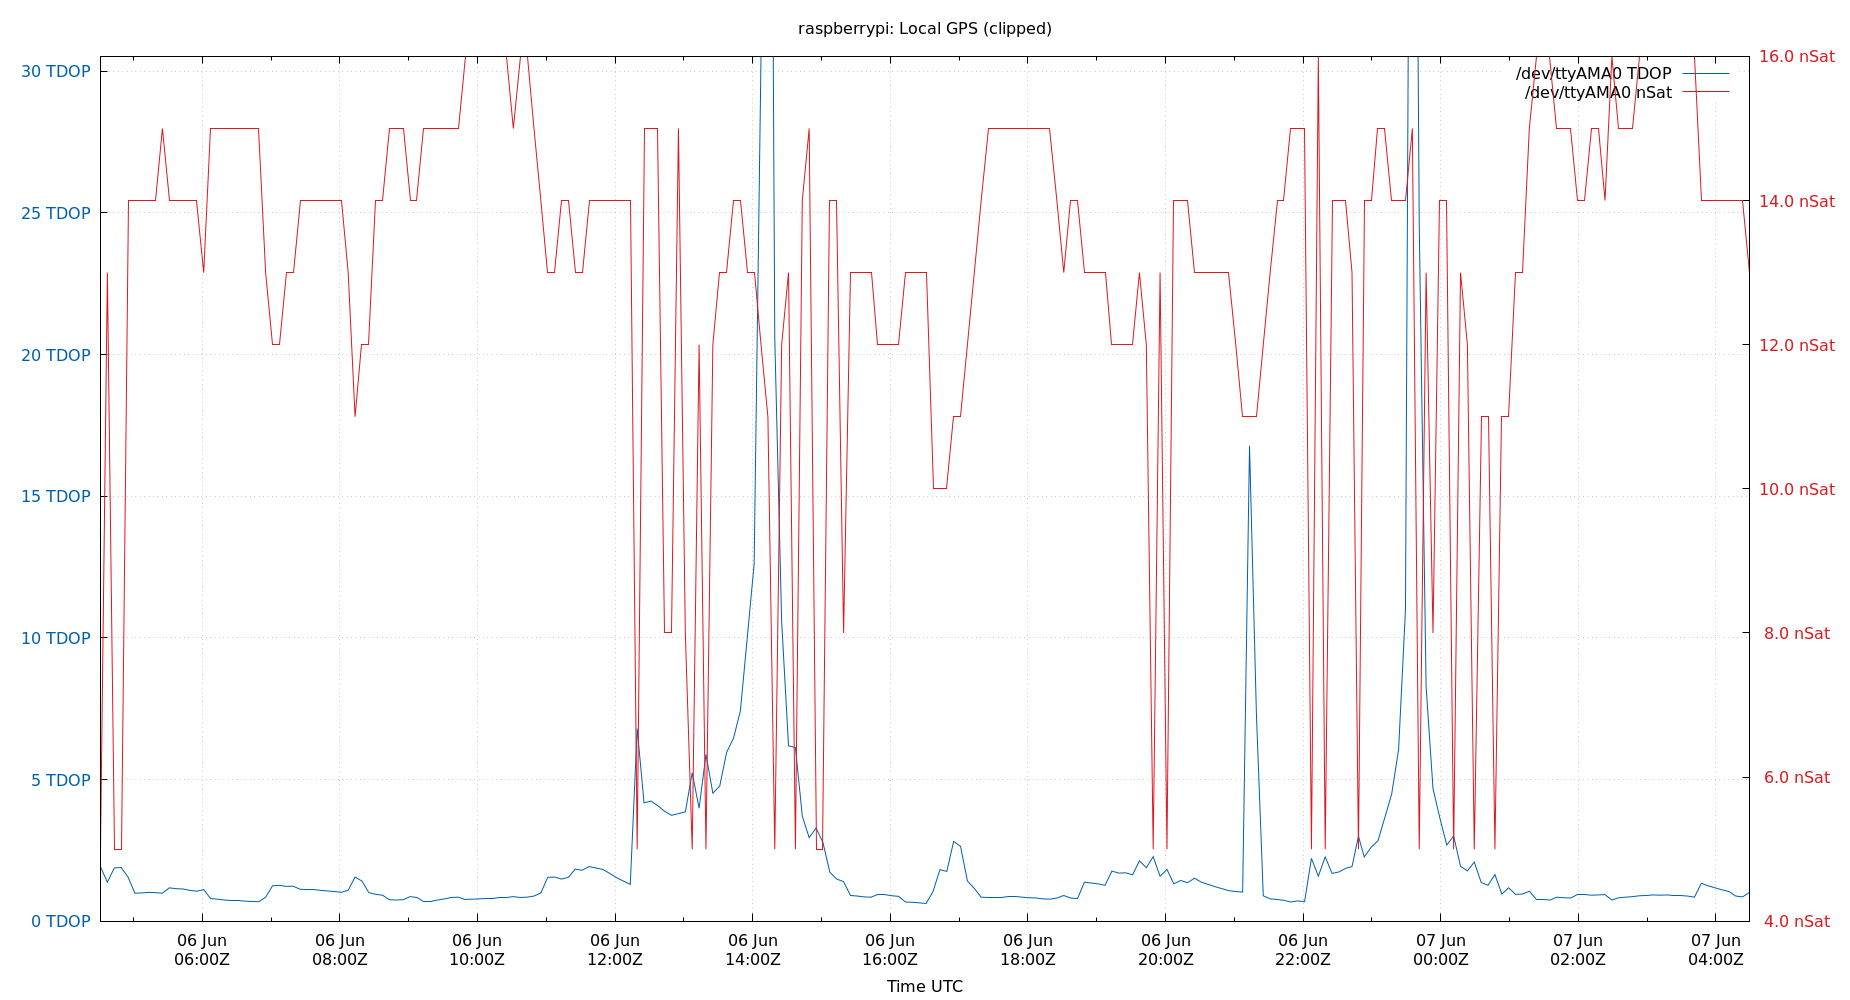 raspberrypi: Local GPS (clipped)
30 TDOP
25 TDOP
20 TDOP
15 TDOP
10 TDOP
5 TDOP
0 TDOP
16.0 nSat
14.0 nSat
12.0 nSat
10.0 nSat
8.0 nSat
6.0 nSat
4.0 nSat
/dev/ttyAMA0 TDOP
/dev/ttyAMA0 nSat
06 Jun
06:00Z
06 Jun
08:00Z
06 Jun
10:00Z
06 Jun
12:00Z
06 Jun
14:00Z
06 Jun
16:00Z
06 Jun
18:00Z
06 Jun
20:00Z
06 Jun
22:00Z
07 Jun
00:00Z
07 Jun
02:00Z
07 Jun
04:00Z
Time UTC